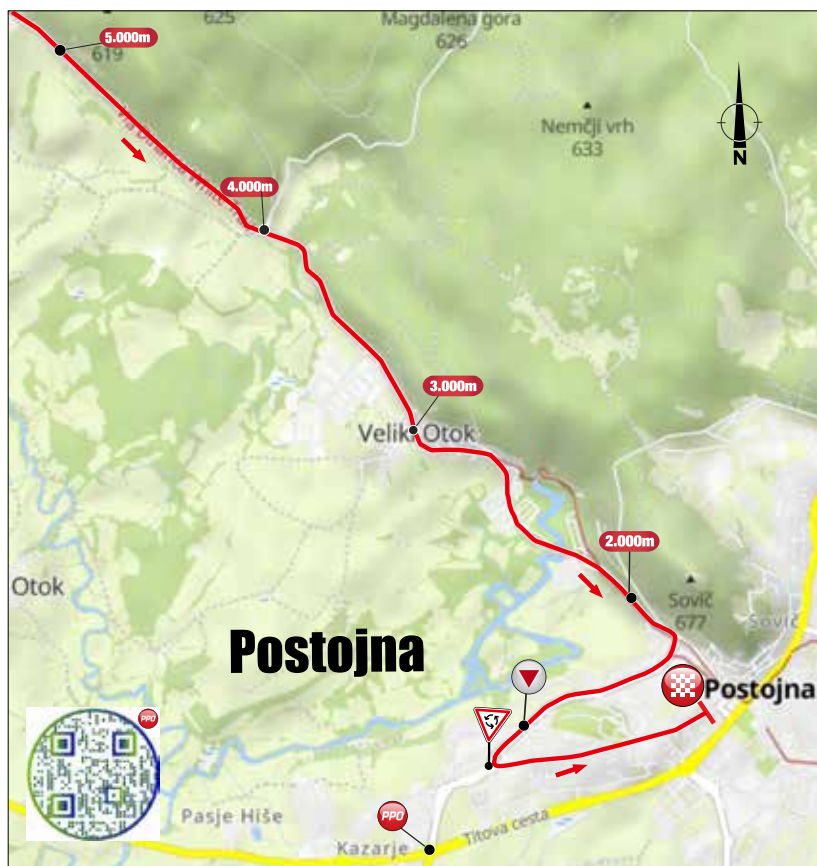 625
Magdalena gora
626
5.000m
619
Nemčji vrh
633
N
4.000m
3.000m
Veliki Otok
2.000m
Otok
Sovič
677
Sovič
Postojna
Postojna
PPO
Pasje Hiše
PPO
Kazarje
Titova cesta